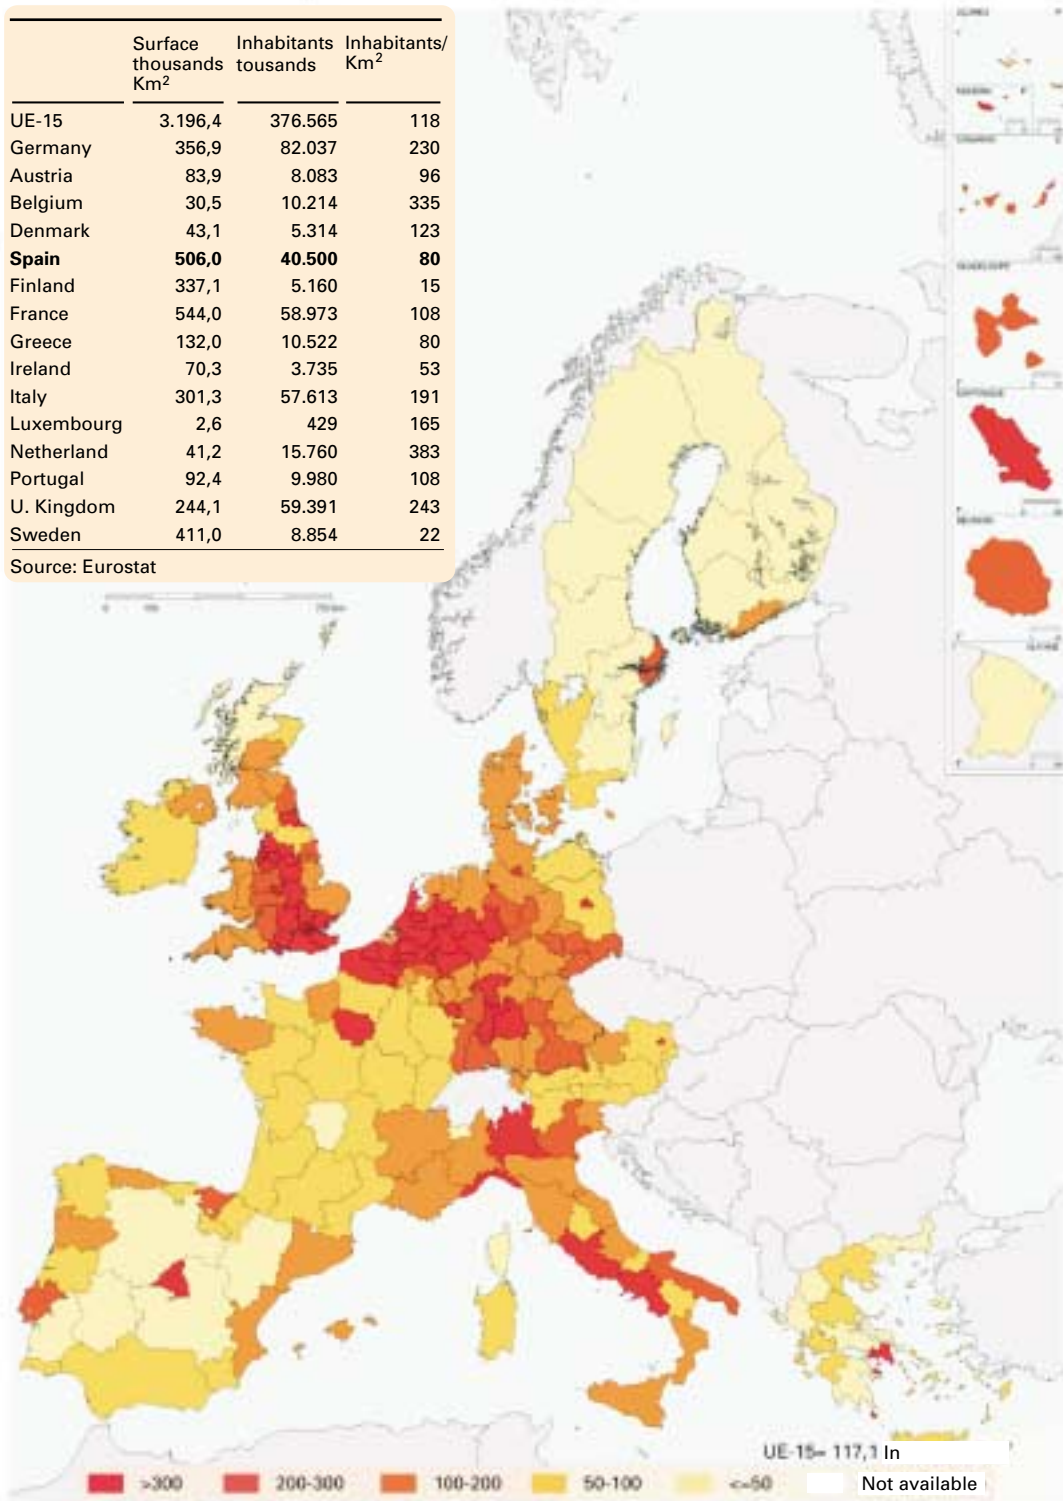 Surface thousands Km² Inhabitants tousands Inhabitants/ Km²
UE-15 3.196,4 376.565 118
Germany 356,9 82.037 230
Austria 83,9 8.083 96
Belgium 30,5 10.214 335
Denmark 43,1 5.314 123
Spain 506,0 40.500 80
Finland 337,1 5.160 15
France 544,0 58.973 108
Greece 132,0 10.522 80
Ireland 70,3 3.735 53
Italy 301,3 57.613 191
Luxembourg 2,6 429 165
Netherland 41,2 15.760 383
Portugal 92,4 9.980 108
U. Kingdom 244,1 59.391 243
Sweden 411,0 8.854 22
Source: Eurostat
UE-15= 117,1 In
>300 200-300 100-200 50-100 <=50 Not available